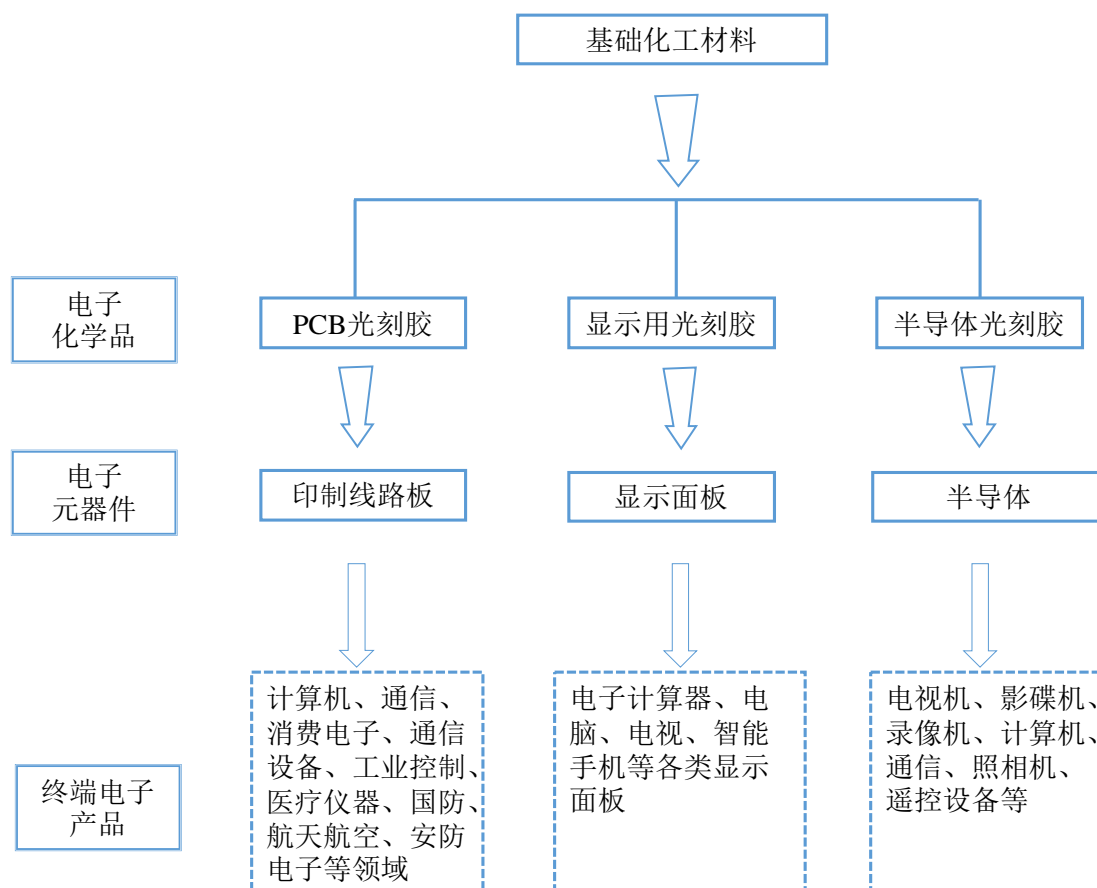 基础化工材料
电子
化学品
PCB光刻胶
显示用光刻胶
半导体光刻胶
电子
元器件
印制线路板
显示面板
半导体
终端电子
产品
计算机、通信、
消费电子、通信
设备、工业控制、
医疗仪器、国防、
航天航空、安防
电子等领域
电子计算器、电
脑、电视、智能
手机等各类显示
面板
电视机、影碟机、
录像机、计算机、
通信、照相机、
遥控设备等